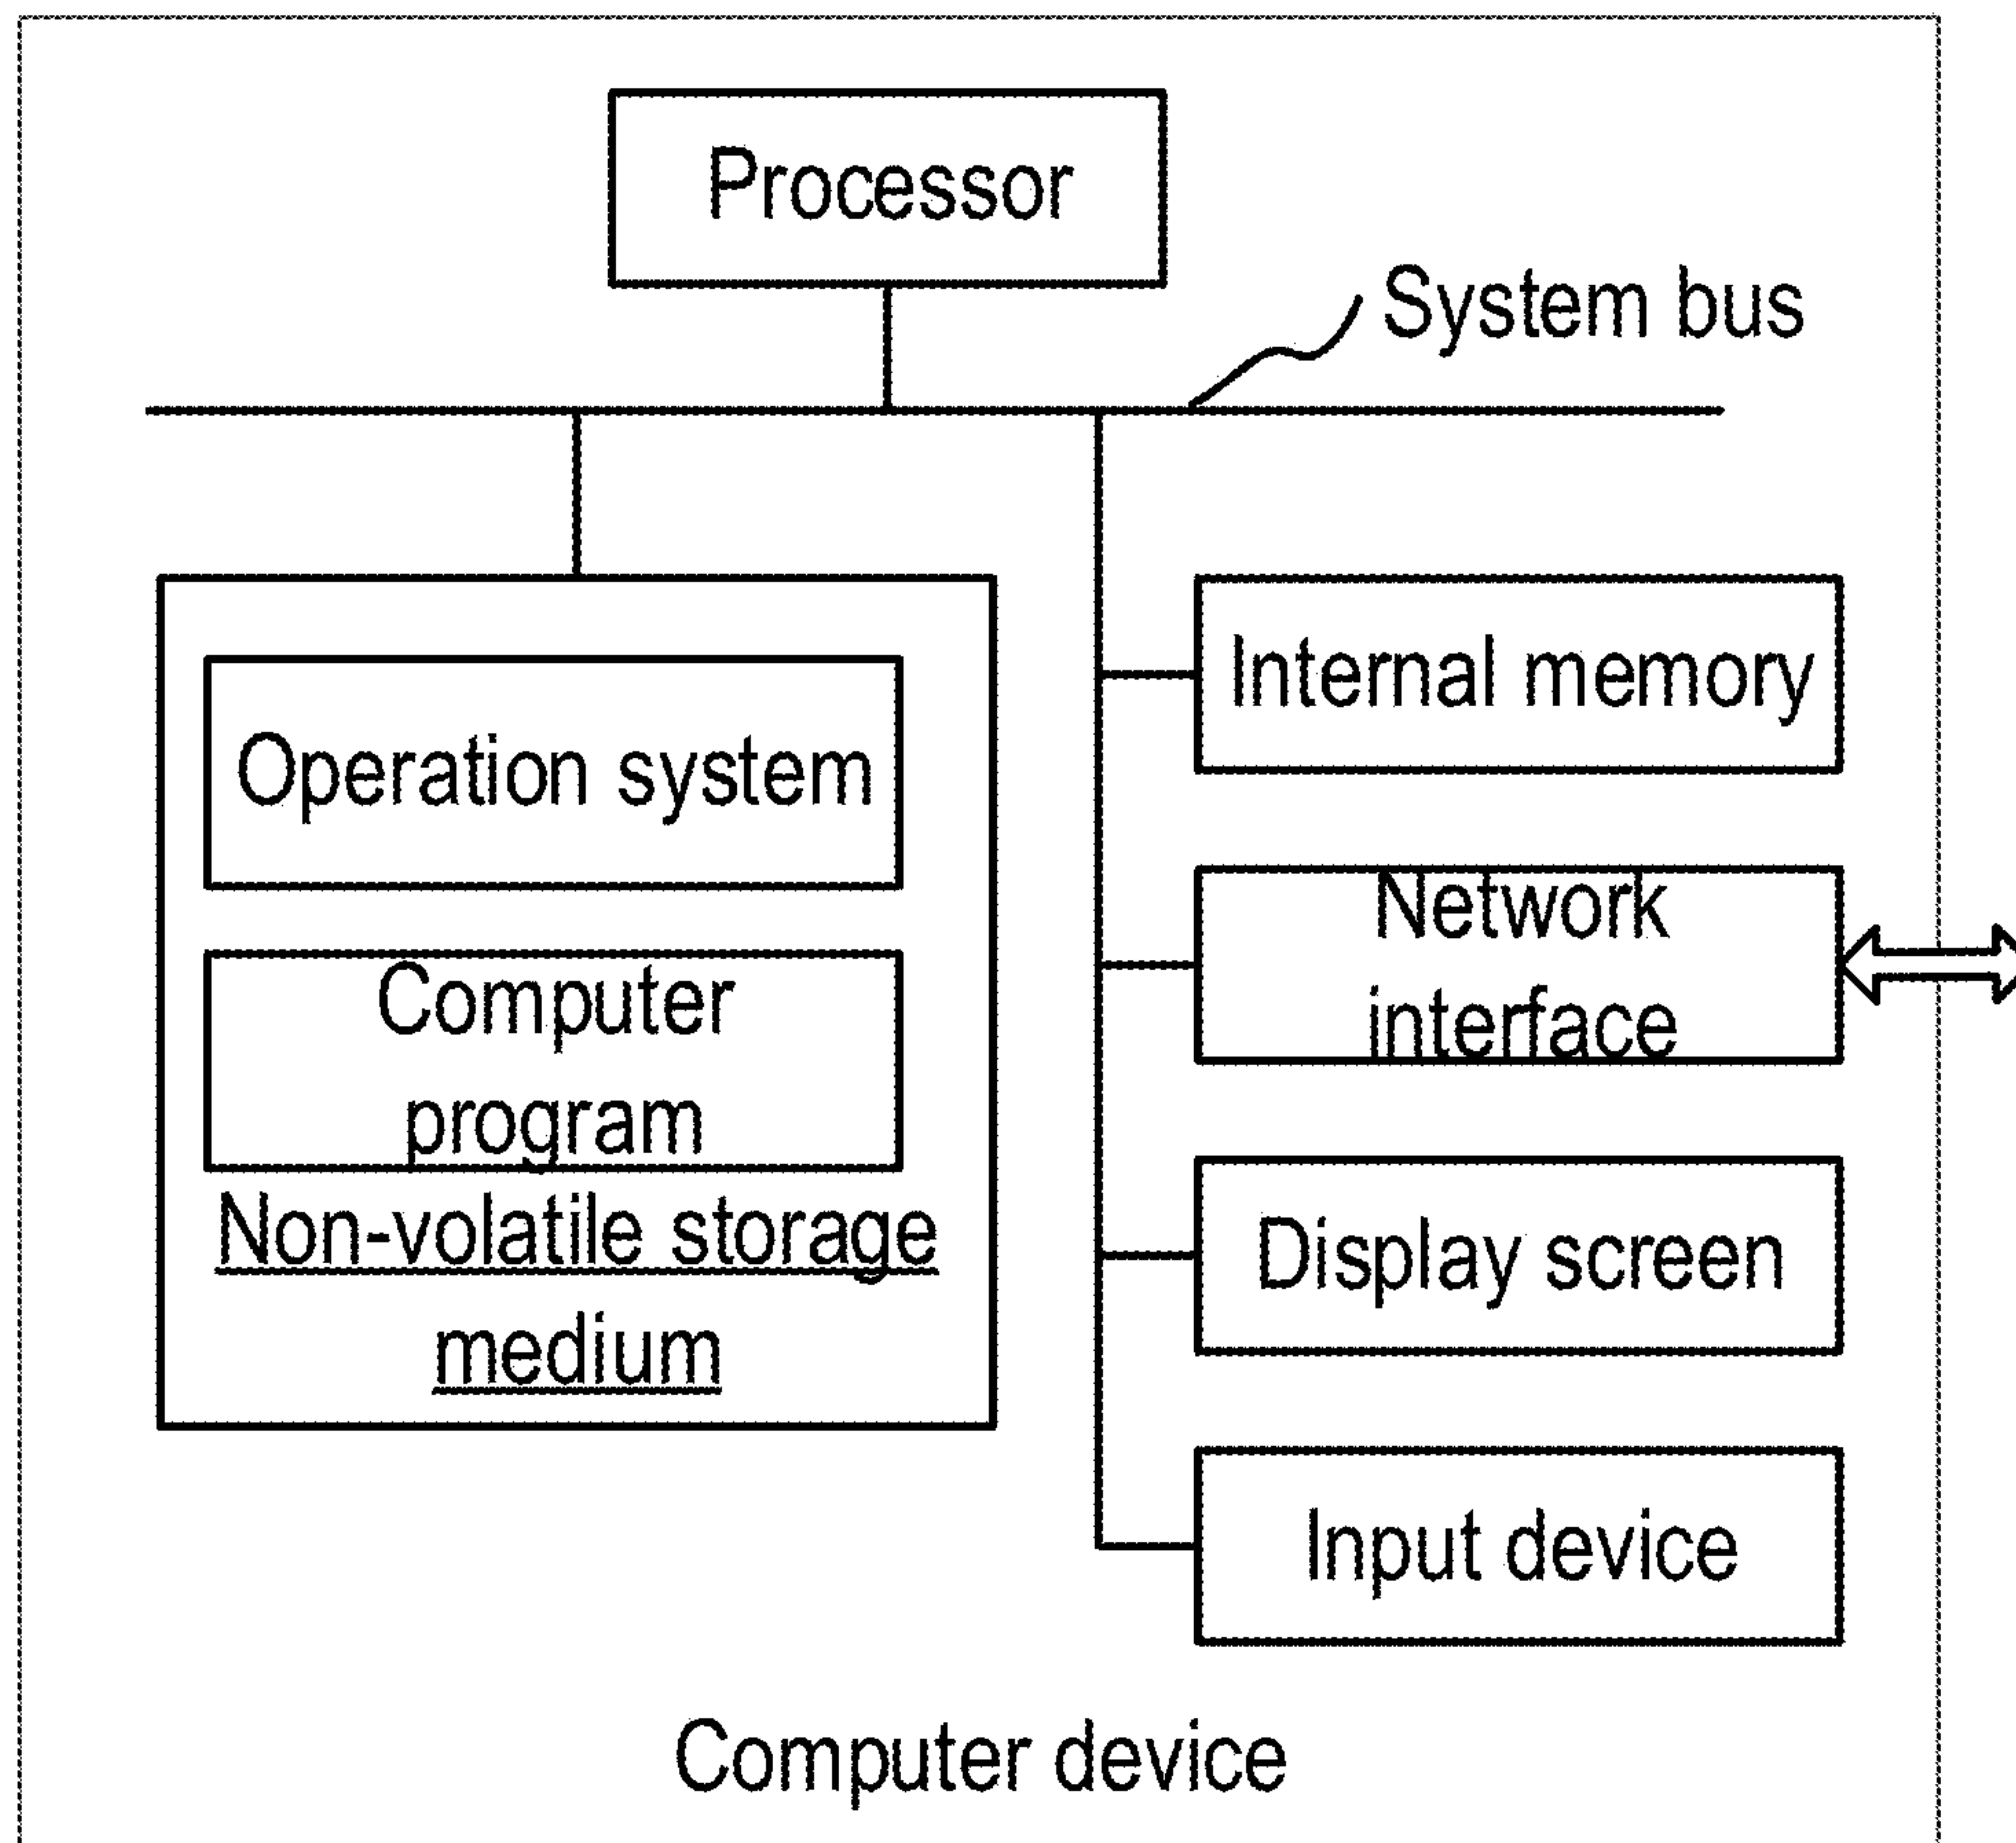 Processor
System bus
Operation system
Computer
program
Non-volatile storage
medium
Internal memory
Network
interface
Display screen
Input device
Computer device